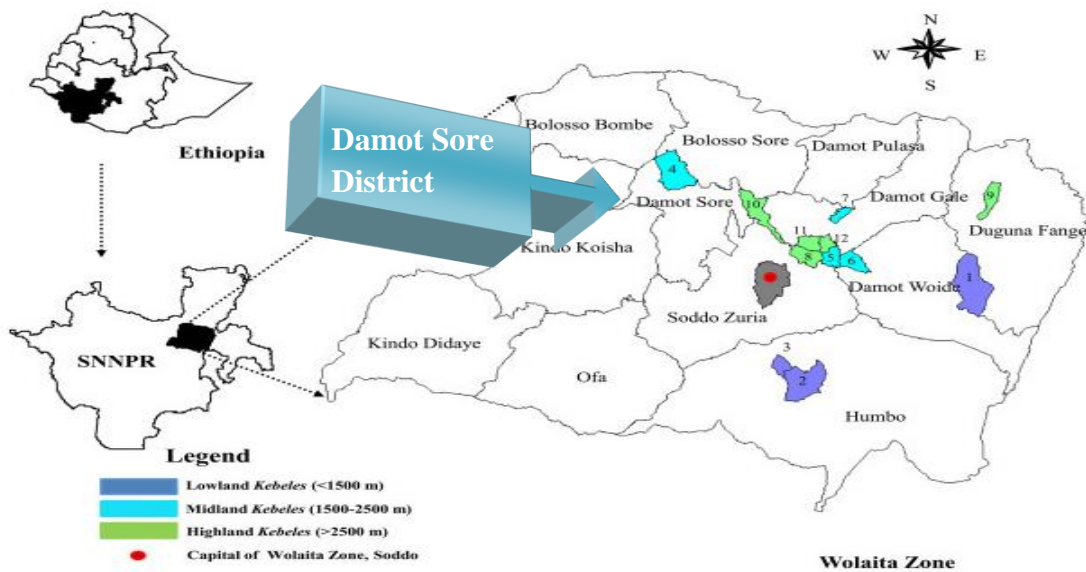 N
W E
S
Ethiopia
Damot Sore
District
Bolosso Bombe
Bolosso Sore
Damot Pulasa
4
Damot Sore
10
7
Damot Gale
9
Duguna Fango
Kindo Koisha
11
12
8
5
6
Damot Woide
1
SNNPR
Kindo Didaye
Soddo Zuria
Ofa
3
2
Humbo
Legend
Lowland Kebeles (<1500 m)
Midland Kebeles (1500-2500 m)
Highland Kebeles (>2500 m)
Capital of Wolaita Zone, Soddo
Wolaita Zone